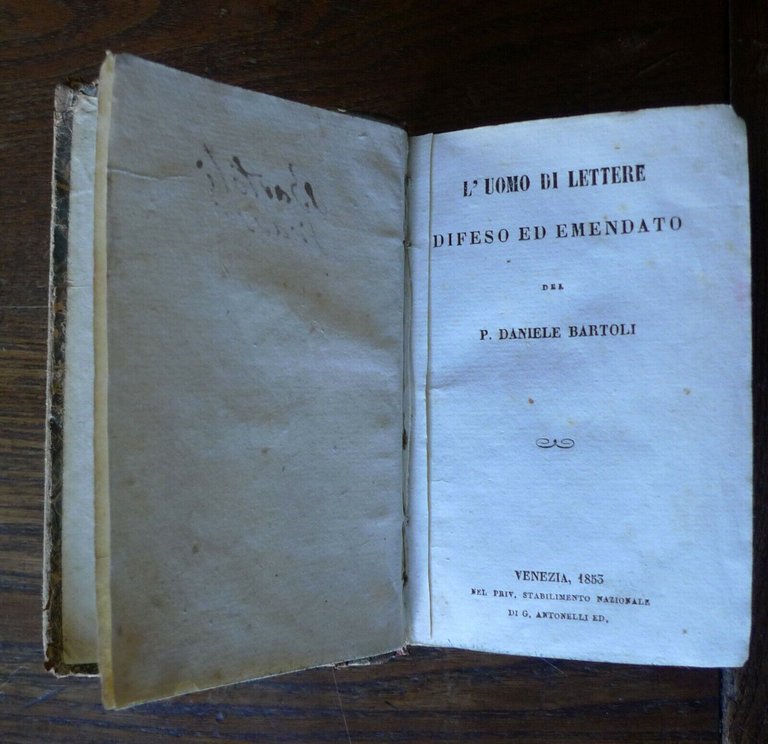 L' UOMO DI LETTERE
DIFESO ED EMENDATO
DEL
P. DANIELE BARTOLI
VENEZIA, 1853
NEL PRIV. STABILIMENTO NAZIONALE
DI G. ANTONELLI ED.